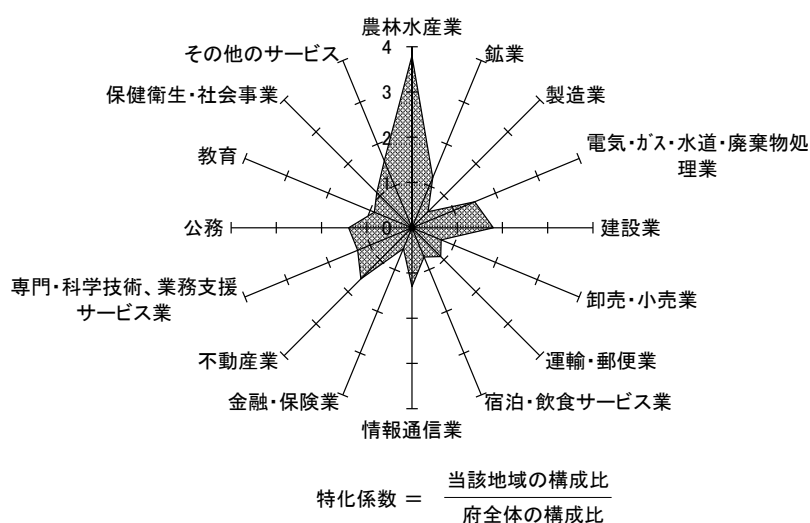 農林水産業
鉱業
製造業
電気・ｶﾞｽ・水道・廃棄物処
理業
建設業
卸売・小売業
運輸・郵便業
宿泊・飲食サービス業
情報通信業
金融・保険業
不動産業
専門・科学技術、業務支援
サービス業
公務
教育
保健衛生・社会事業
その他のサービス
4
3
2
1
0
特化係数 ＝
当該地域の構成比
府全体の構成比